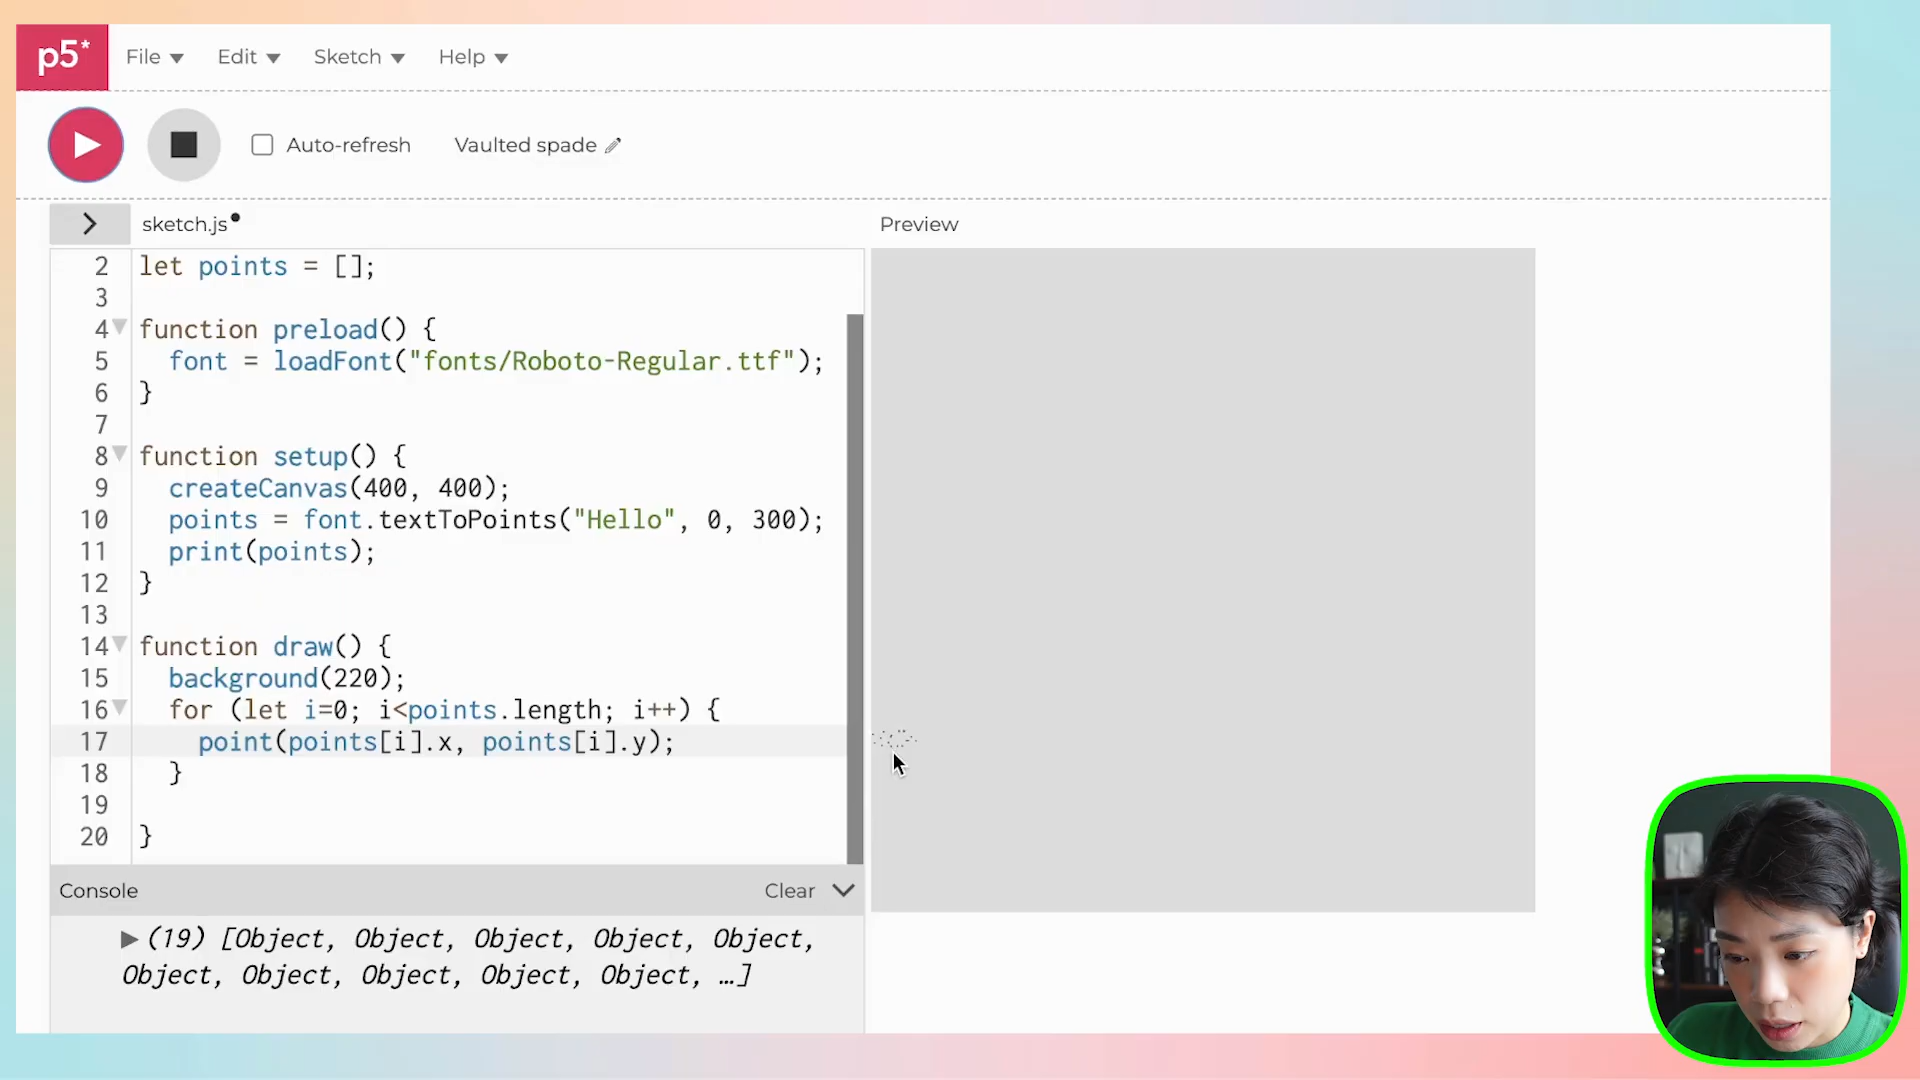 p5*
File
Edit
Sketch
Help
Auto-refresh
Vaulted spade
sketch.js
Preview
2 let points = [];
3
4 function preload() {
5 font = loadFont("fonts/Roboto-Regular.ttf");
6 }
7
8 function setup() {
9 createCanvas(400, 400);
10 points = font.textToPoints("Hello", 0, 300);
11 print(points);
12 }
13
14 function draw() {
15 background(220);
16 for (let i=0; i<points.length; i++) {
17 point(points[i].x, points[i].y);
18 }
19
20 }
Console
Clear
(19) [Object, Object, Object, Object, Object,
Object, Object, Object, Object, Object, …]